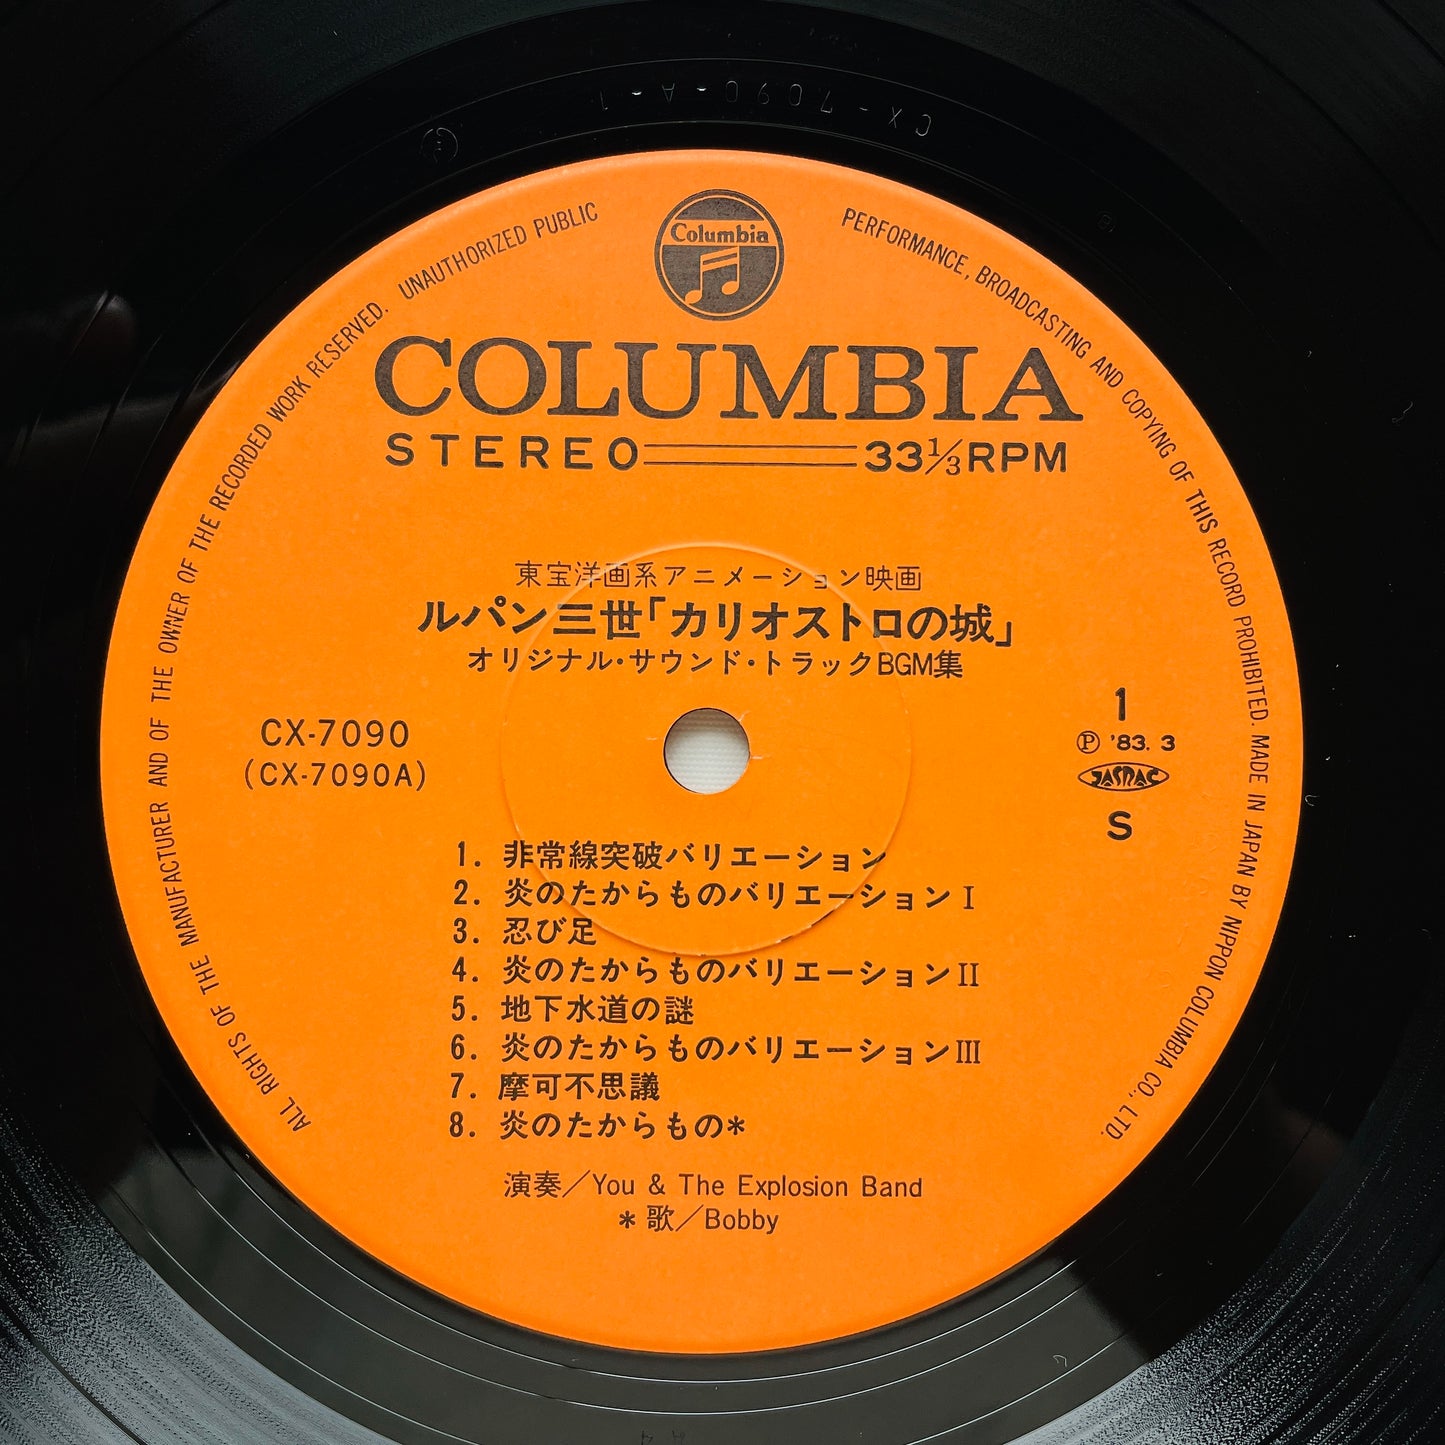 CX-7090-A-1
Columbia
COLUMBIA
STEREO 33⅓RPM
東宝洋画系アニメーション映画
ルパン三世「カリオストロの城」
オリジナル・サウンド・トラックBGM集
CX-7090
(CX-7090A)
1
Ⓟ '83. 3
JASRAC
S
1. 非常線突破バリエーション
2. 炎のたからものバリエーションⅠ
3. 忍び足
4. 炎のたからものバリエーションⅡ
5. 地下水道の謎
6. 炎のたからものバリエーションⅢ
7. 摩可不思議
8. 炎のたからもの*
演奏／You & The Explosion Band
* 歌／Bobby
ALL RIGHTS OF THE MANUFACTURER AND OF THE OWNER OF THE RECORDED WORK RESERVED. UNAUTHORIZED PUBLIC PERFORMANCE, BROADCASTING AND COPYING OF THIS RECORD PROHIBITED. MADE IN JAPAN BY NIPPON COLUMBIA CO., LTD.